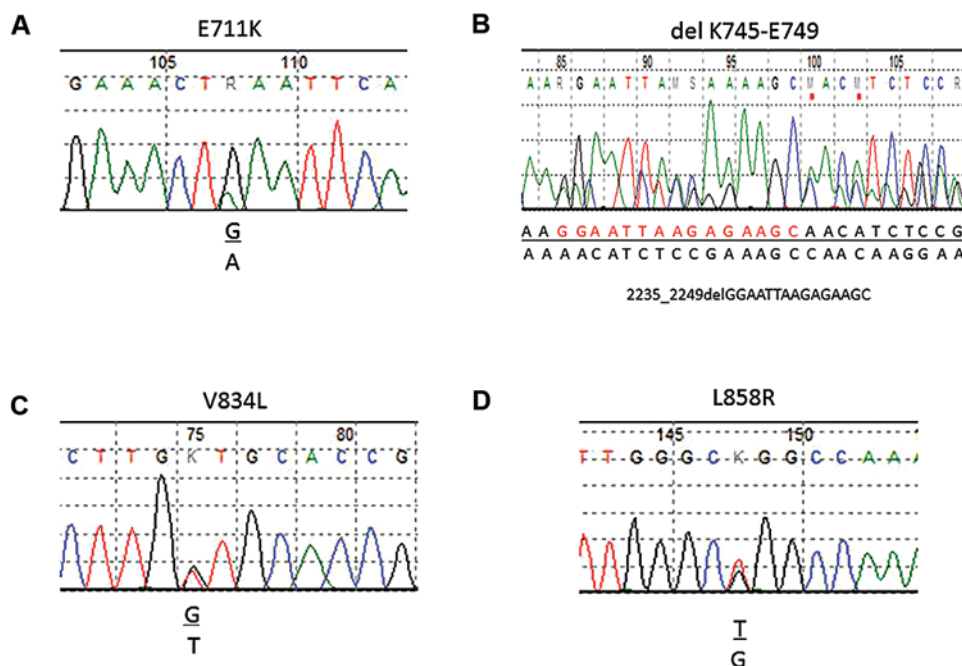 A
E711K
105 110
G A A A C T R A A T T C A
G
A
B
del K745-E749
85 90 95 100 105
A A R G A A T T A M S A A A A G C M A C M T C T C C R
A A G G A A T T A A G A G A A G C A A C A T C T C C G
A A A A C A T C T C C G A A A G C C A A C A A G G A A
2235_2249delGGAATTAAGAGAAGC
C
V834L
75 80
C T T G K T G C A C C G
G
T
D
L858R
145 150
T T G G G C K G G C C A A A
T
G